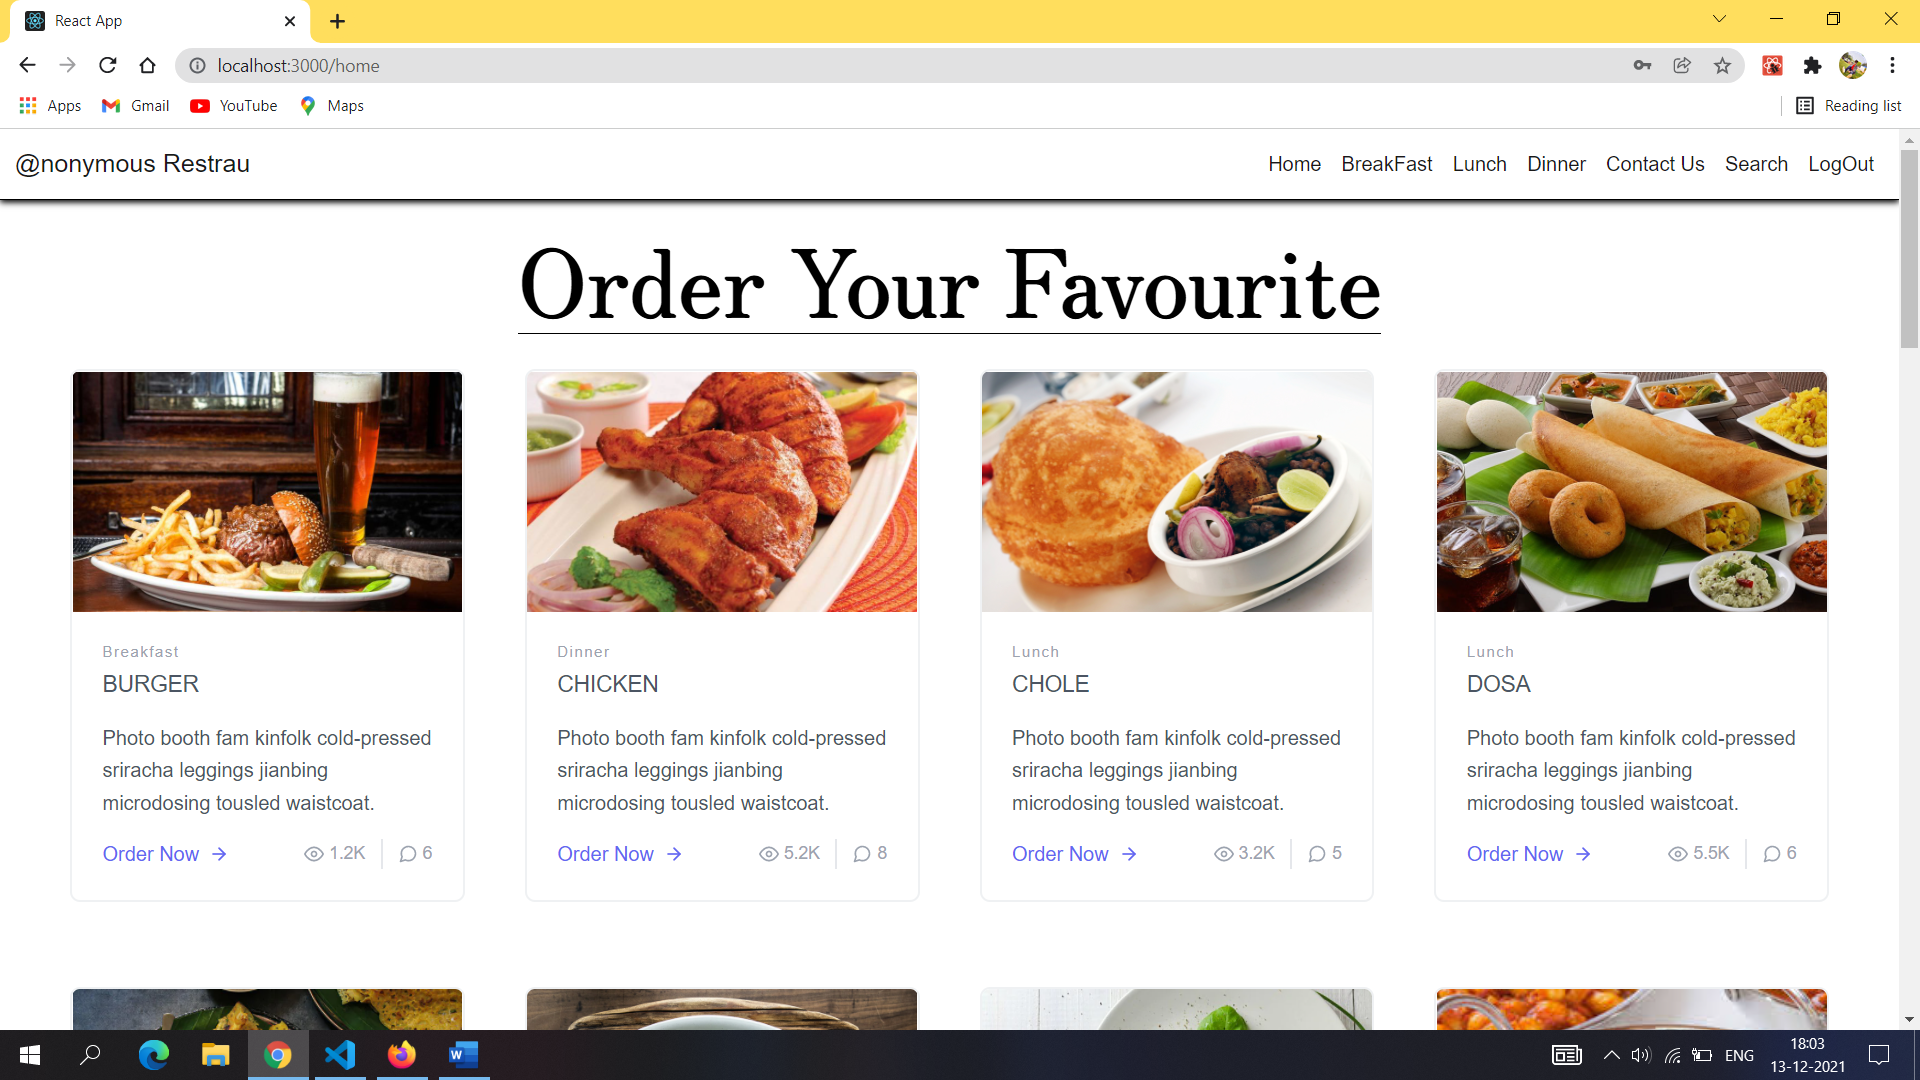 React App
localhost:3000/home
Apps Gmail YouTube Maps Reading list
@nonymous Restrau Home BreakFast Lunch Dinner Contact Us Search LogOut
Order Your Favourite
Breakfast
BURGER
Photo booth fam kinfolk cold-pressed
sriracha leggings jianbing
microdosing tousled waistcoat.
Order Now 1.2K 6
Dinner
CHICKEN
Photo booth fam kinfolk cold-pressed
sriracha leggings jianbing
microdosing tousled waistcoat.
Order Now 5.2K 8
Lunch
CHOLE
Photo booth fam kinfolk cold-pressed
sriracha leggings jianbing
microdosing tousled waistcoat.
Order Now 3.2K 5
Lunch
DOSA
Photo booth fam kinfolk cold-pressed
sriracha leggings jianbing
microdosing tousled waistcoat.
Order Now 5.5K 6
ENG
18:03
13-12-2021